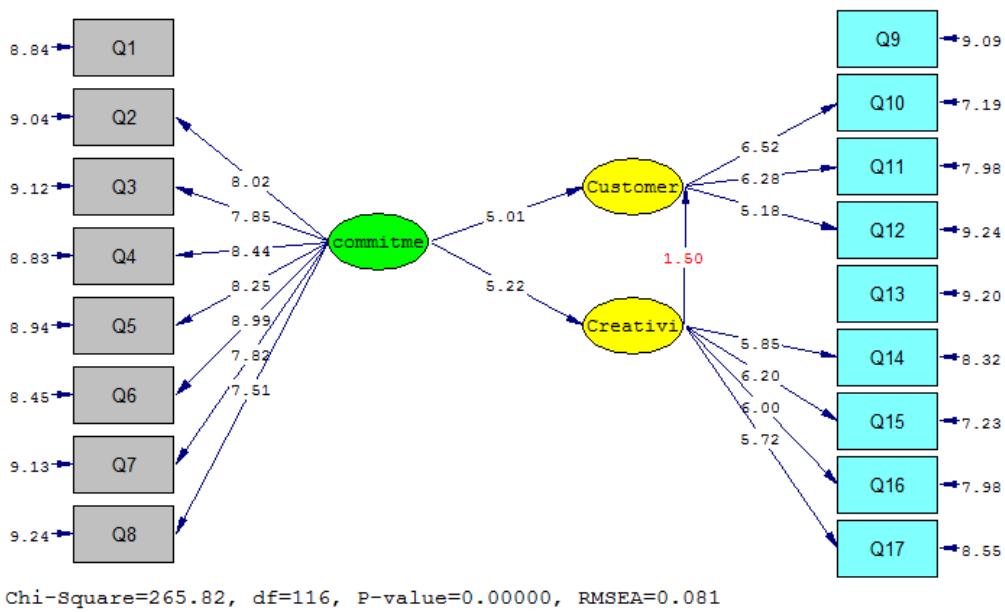 8.84
Q1
9.04
Q2
9.12
Q3
8.83
Q4
8.94
Q5
8.45
Q6
9.13
Q7
9.24
Q8
8.02
7.85
8.44
8.25
8.99
7.82
7.51
commitme
5.01
5.22
Customer
1.50
Creativi
6.52
6.28
5.18
5.85
6.20
6.00
5.72
Q9
9.09
Q10
7.19
Q11
7.98
Q12
9.24
Q13
9.20
Q14
8.32
Q15
7.23
Q16
7.98
Q17
8.55
Chi-Square=265.82, df=116, P-value=0.00000, RMSEA=0.081